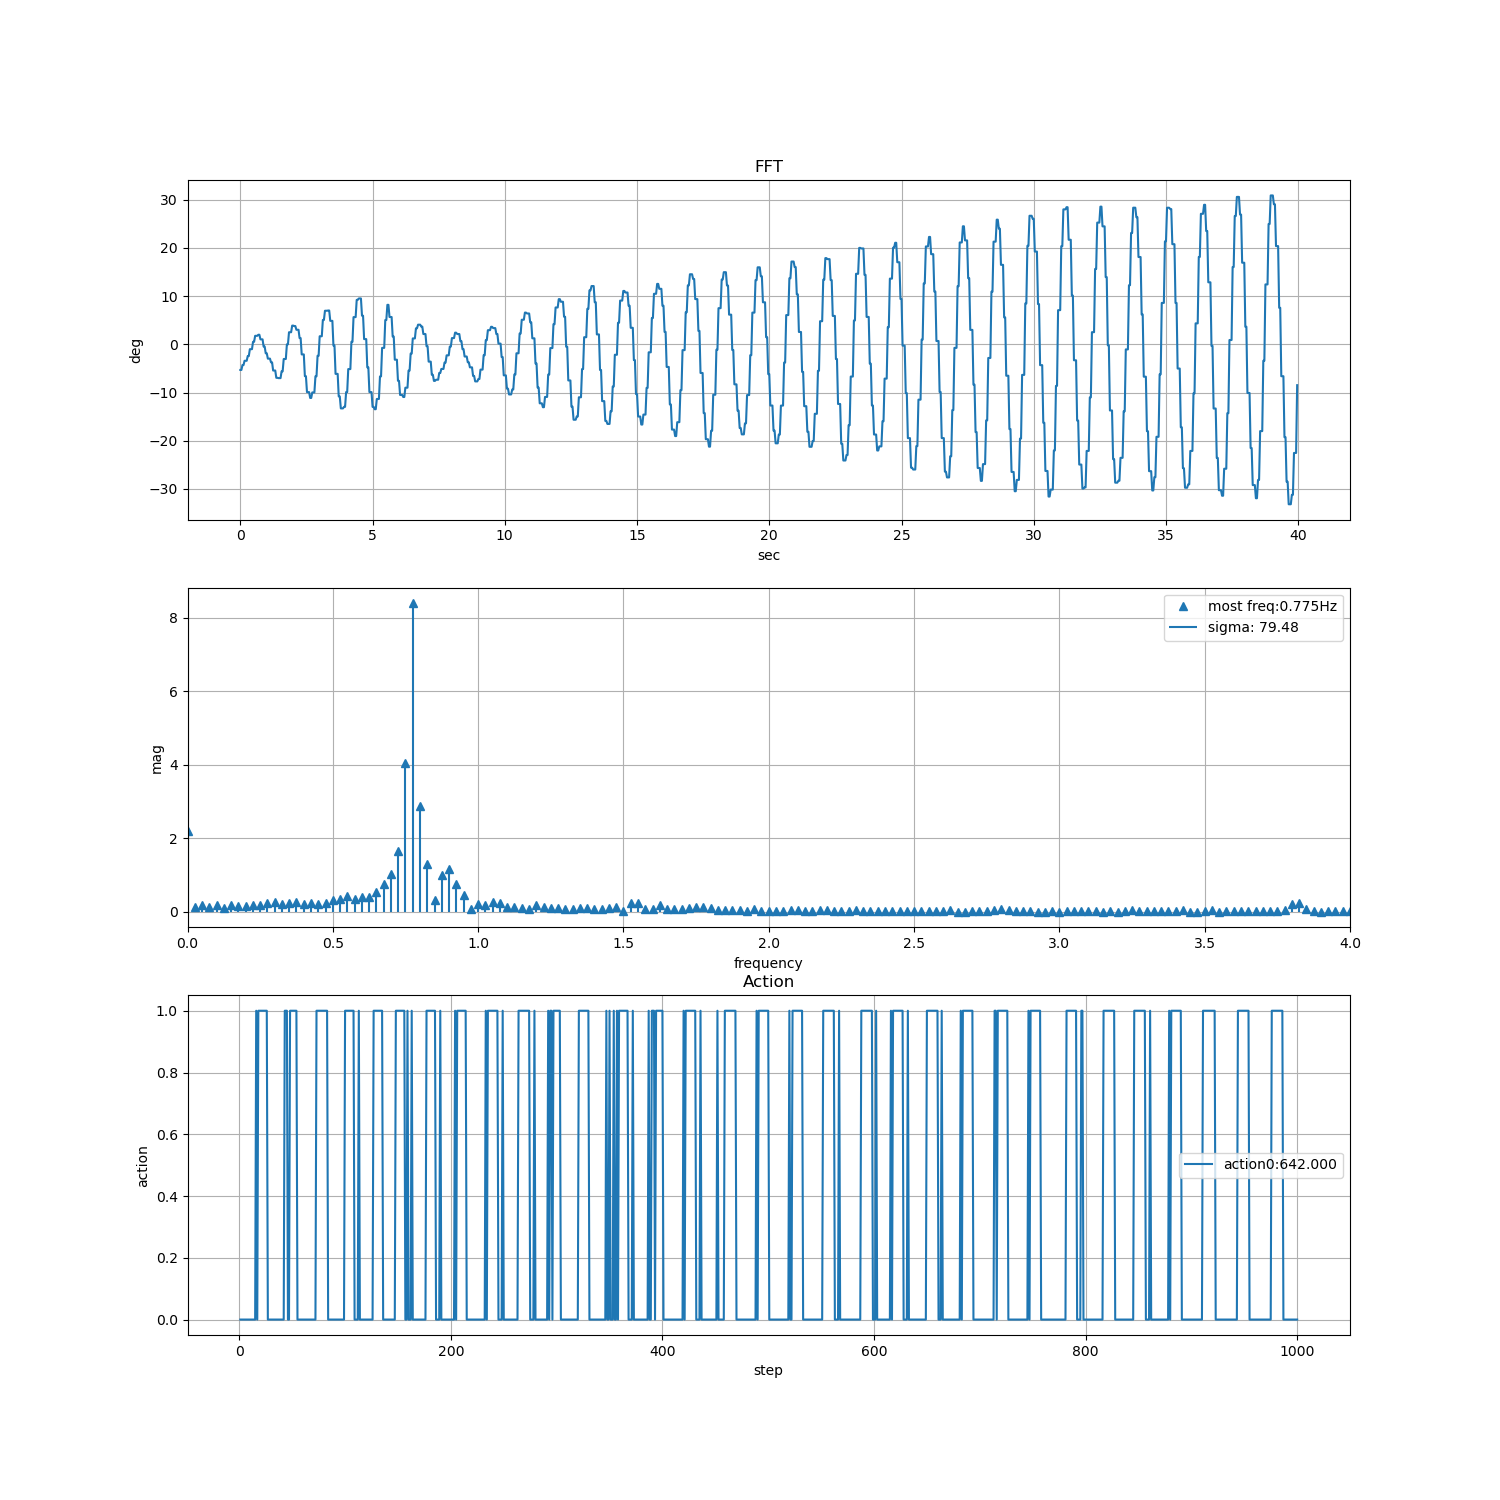 FFT
30
20
10
0
−10
−20
−30
deg
0 5 10 15 20 25 30 35 40
sec
most freq:0.775Hz
sigma: 79.48
8
6
4
2
0
mag
0.0 0.5 1.0 1.5 2.0 2.5 3.0 3.5 4.0
frequency
Action
1.0
0.8
0.6
0.4
0.2
0.0
action
action0:642.000
0 200 400 600 800 1000
step